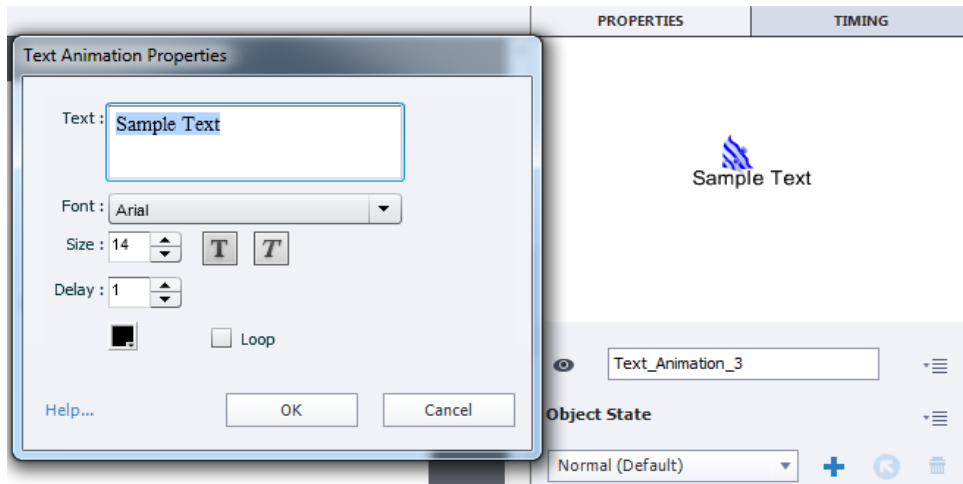 PROPERTIES TIMING
Text Animation Properties
Text : Sample Text
Sample Text
Font : Arial
Size : 14 T T
Delay : 1
Loop
Text_Animation_3
Help... OK Cancel
Object State
Normal (Default)